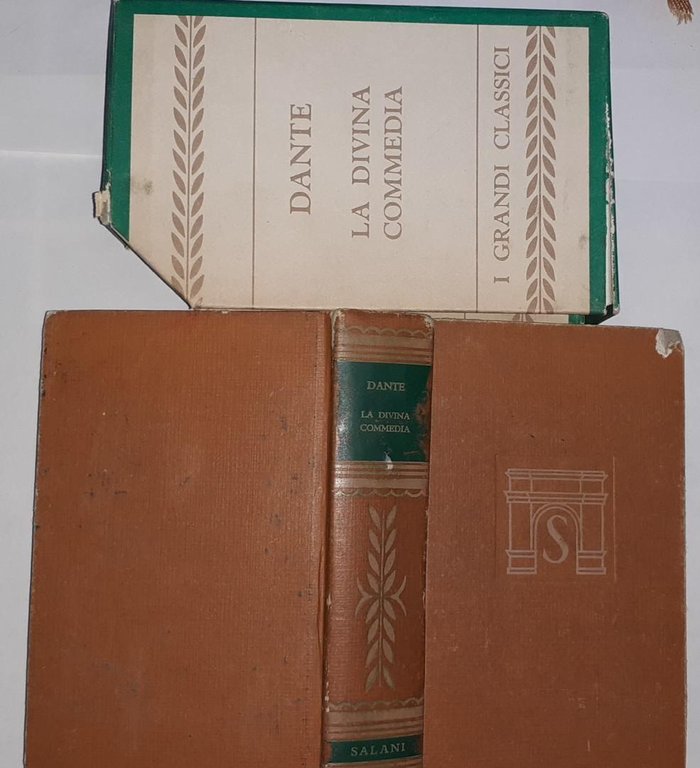 DANTE
LA DIVINA
COMMEDIA
I GRANDI CLASSICI
DANTE
LA DIVINA
COMMEDIA
S
SALANI